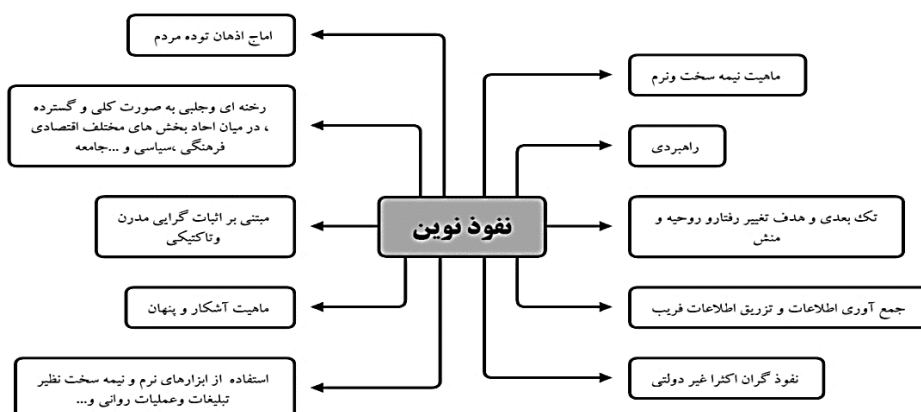 نفوذ نوین
ماهیت نیمه سخت ونرم
راهبردی
تک بعدی و هدف تغییر رفتارو روحیه و
منش
جمع آوری اطلاعات و تزریق اطلاعات فریب
نفوذ گران اکثرا غیر دولتی
اماج اذهان توده مردم
رخنه ای وجلبی به صورت کلی و گسترده
، در میان احاد بخش های مختلف اقتصادی
فرهنگی ،سیاسی و ...جامعه
مبتنی بر اثبات گرایی مدرن
وتاکتیکی
ماهیت آشکار و پنهان
استفاده از ابزارهای نرم و نیمه سخت نظیر
تبلیغات وعملیات روانی و...